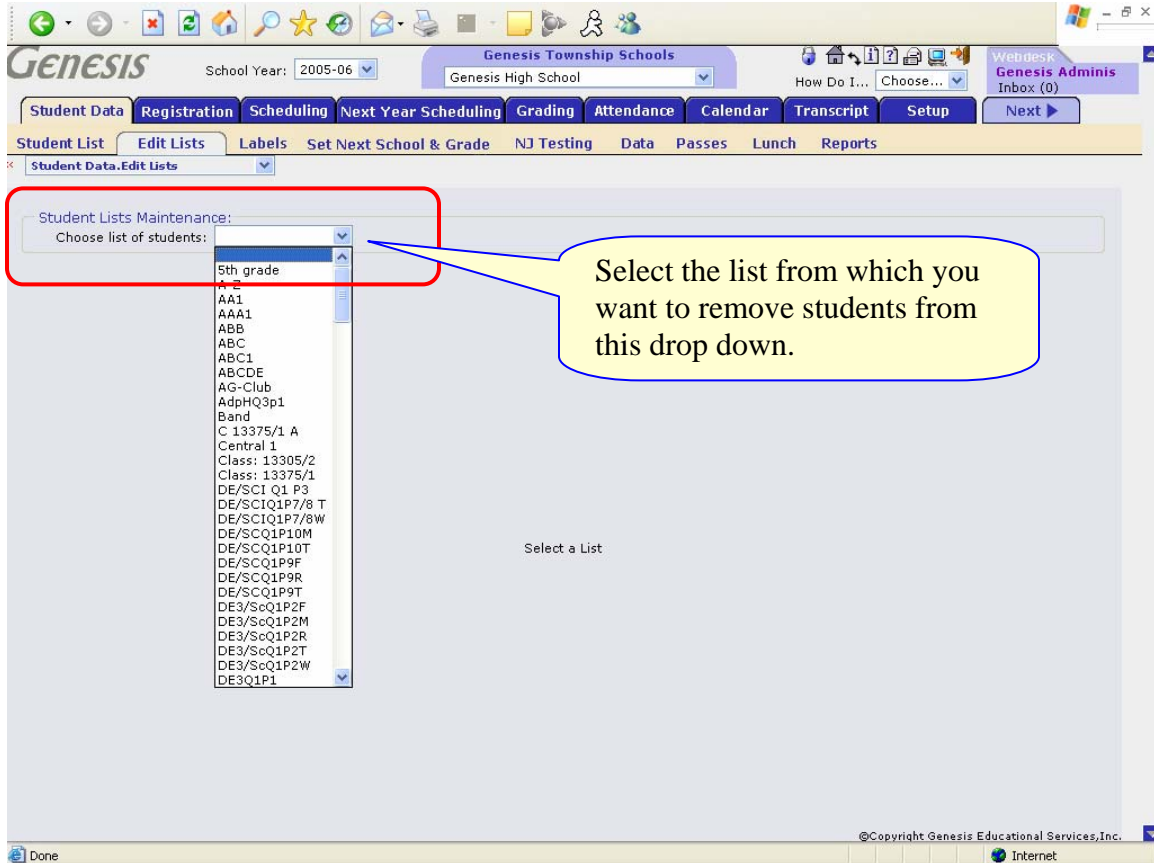 Genesis Township Schools
GENESIS School Year: 2005-06 Genesis High School How Do I... Choose... Webdesk
Genesis Adminis
Inbox (0)
Student Data Registration Scheduling Next Year Scheduling Grading Attendance Calendar Transcript Setup Next
Student List Edit Lists Labels Set Next School & Grade NJ Testing Data Passes Lunch Reports
Student Data.Edit Lists
Student Lists Maintenance:
Choose list of students:
Select the list from which you
want to remove students from
this drop down.
5th grade
A-Z
AA1
AAA1
ABB
ABC
ABC1
ABCDE
AG-Club
AdpHQ3p1
Band
C 13375/1 A
Central 1
Class: 13305/2
Class: 13375/1
DE/SCI Q1 P3
DE/SCIQ1P7/8 T
DE/SCIQ1P7/8W
DE/SCQ1P10M
DE/SCQ1P10T
DE/SCQ1P9F
DE/SCQ1P9R
DE/SCQ1P9T
DE3/ScQ1P2F
DE3/ScQ1P2M
DE3/ScQ1P2R
DE3/ScQ1P2T
DE3/ScQ1P2W
DE3Q1P1
Select a List
©Copyright Genesis Educational Services,Inc.
Done Internet